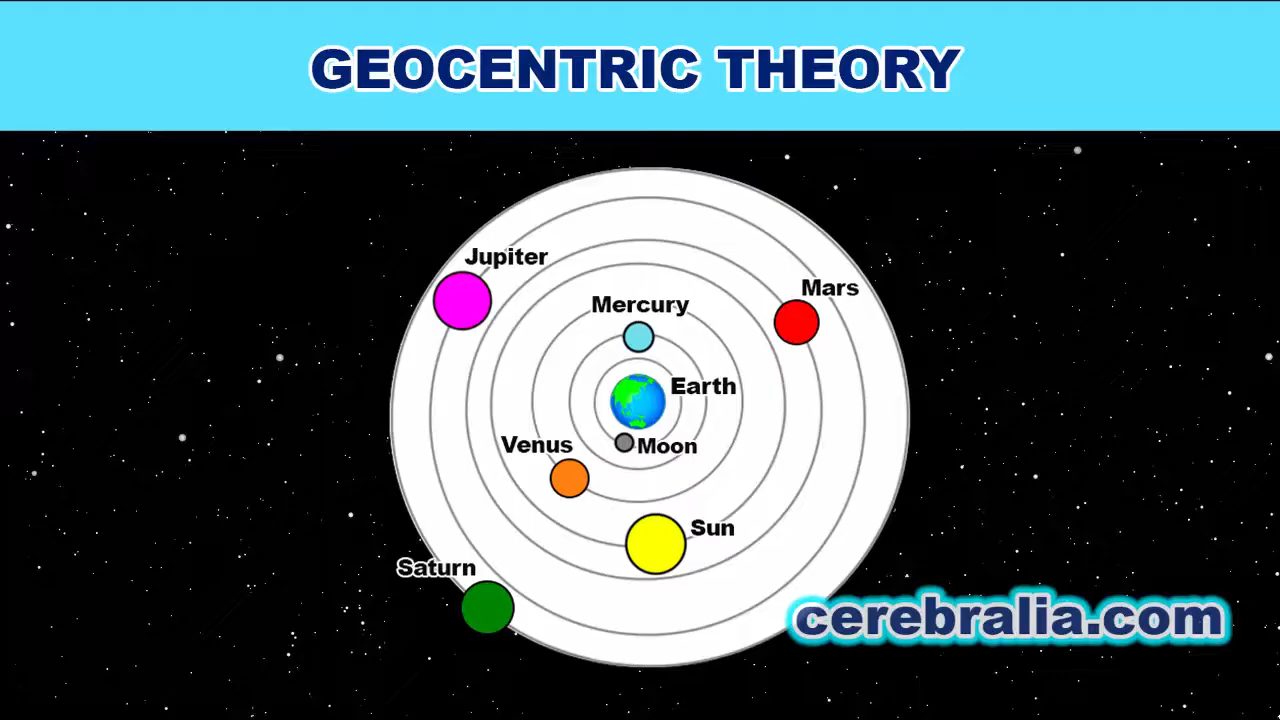 GEOCENTRIC THEORY
Jupiter
Mars
Mercury
Earth
Venus
Moon
Sun
Saturn
cerebralia.com